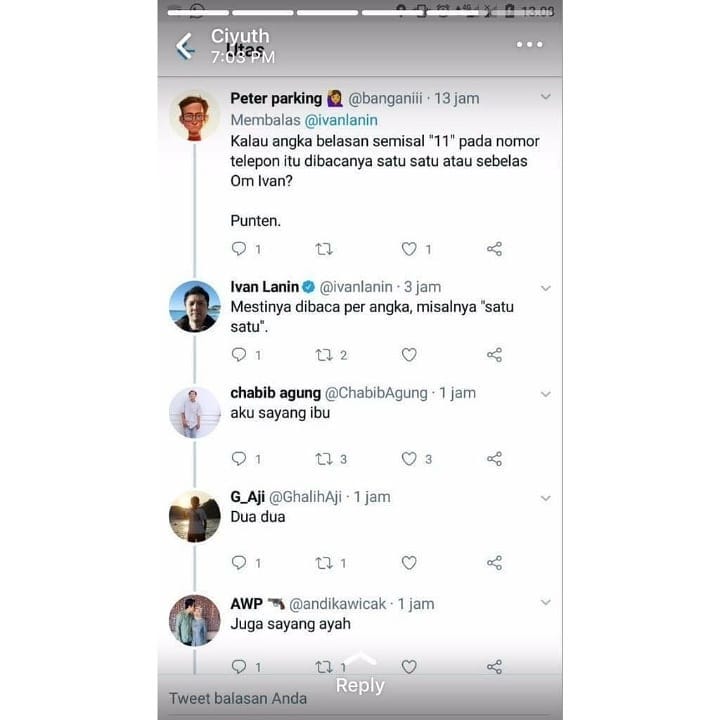 13.03
Ciyuth
Utas
7:03 PM
Peter parking 🙋‍♀️ @banganiii · 13 jam
Membalas @ivanlanin
Kalau angka belasan semisal "11" pada nomor
telepon itu dibacanya satu satu atau sebelas
Om Ivan?
Punten.
1 1
Ivan Lanin @ivanlanin · 3 jam
Mestinya dibaca per angka, misalnya "satu
satu".
1 2
chabib agung @ChabibAgung · 1 jam
aku sayang ibu
1 3 3
G_Aji @GhalihAji · 1 jam
Dua dua
1 1
AWP 🔫 @andikawicak · 1 jam
Juga sayang ayah
1 1
Reply
Tweet balasan Anda